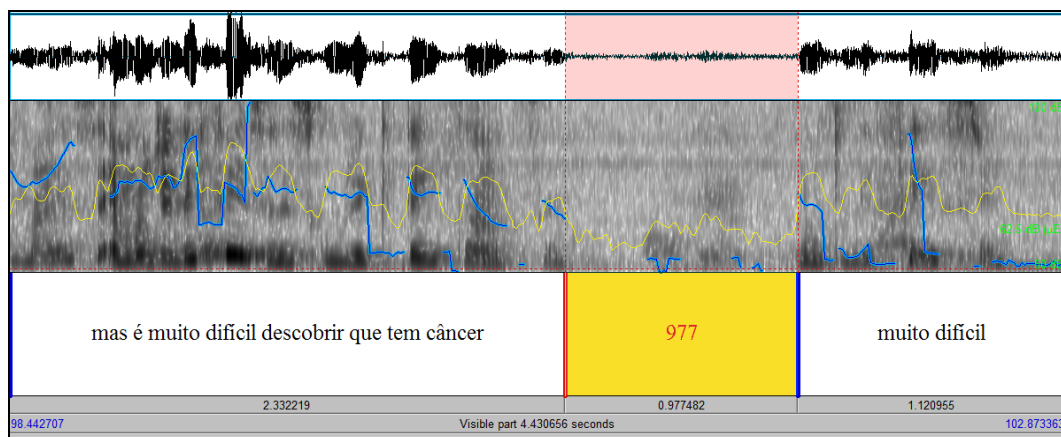 mas é muito difícil descobrir que tem câncer
977
muito difícil
2.332219
0.977482
1.120955
98.442707
Visible part 4.430656 seconds
102.873363